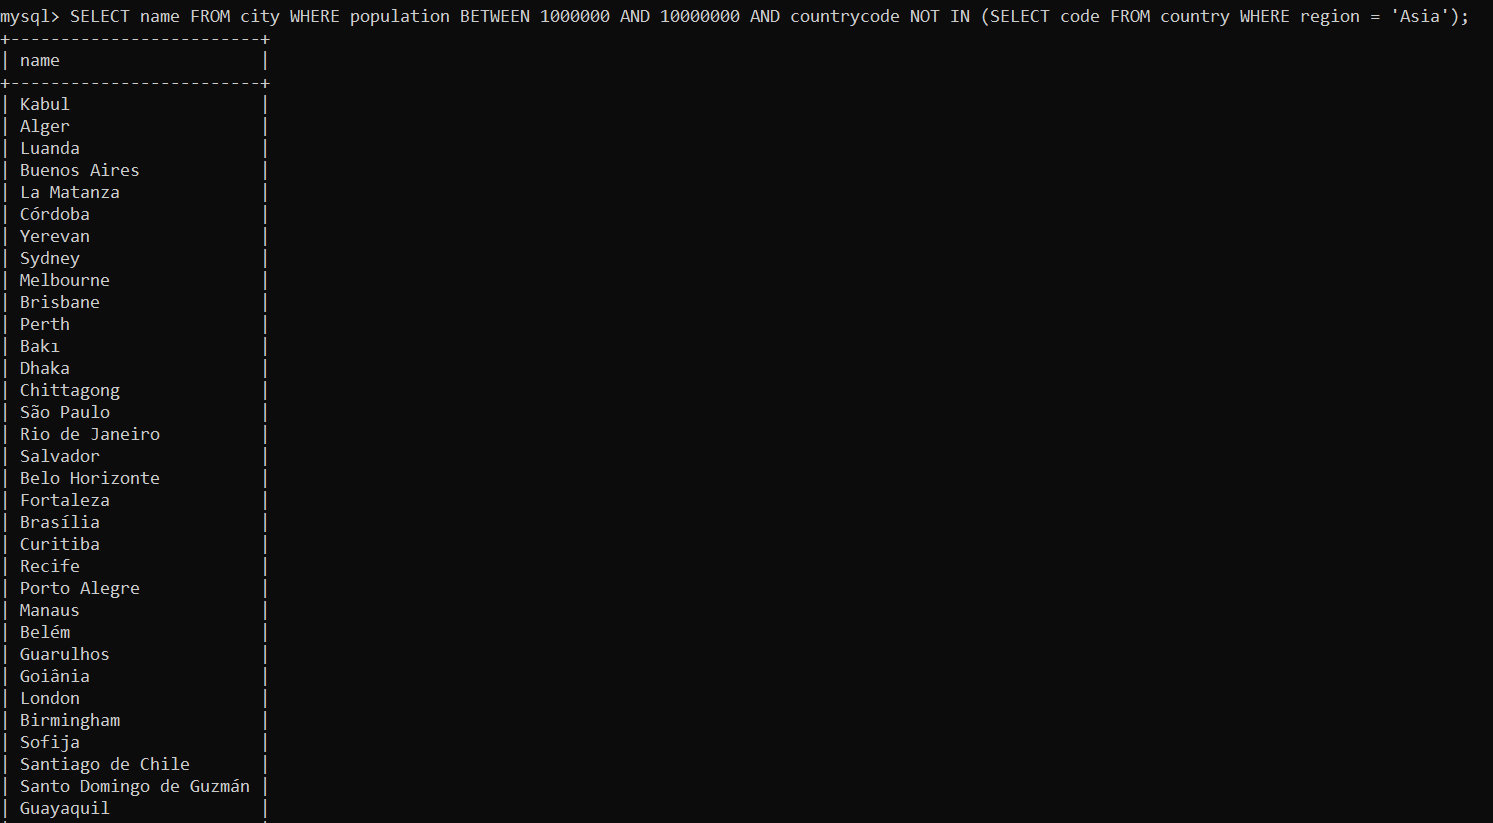 mysql> SELECT name FROM city WHERE population BETWEEN 1000000 AND 10000000 AND countrycode NOT IN (SELECT code FROM country WHERE region = 'Asia');
+-------------------------+
| name                    |
+-------------------------+
| Kabul                   |
| Alger                   |
| Luanda                  |
| Buenos Aires            |
| La Matanza              |
| Córdoba                 |
| Yerevan                 |
| Sydney                  |
| Melbourne               |
| Brisbane                |
| Perth                   |
| Bakı                    |
| Dhaka                   |
| Chittagong              |
| São Paulo               |
| Rio de Janeiro          |
| Salvador                |
| Belo Horizonte          |
| Fortaleza               |
| Brasília                |
| Curitiba                |
| Recife                  |
| Porto Alegre            |
| Manaus                  |
| Belém                   |
| Guarulhos               |
| Goiânia                 |
| London                  |
| Birmingham              |
| Sofija                  |
| Santiago de Chile       |
| Santo Domingo de Guzmán |
| Guayaquil               |